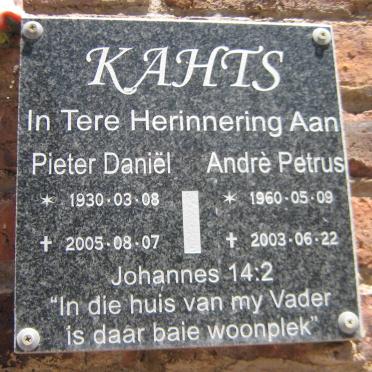 KAHTS
In Tere Herinnering Aan
Pieter Daniël Andrè Petrus
* 1930·03·08 * 1960·05·09
✝ 2005·08·07 ✝ 2003·06·22
Johannes 14:2
“In die huis van my Vader
is daar baie woonplek”